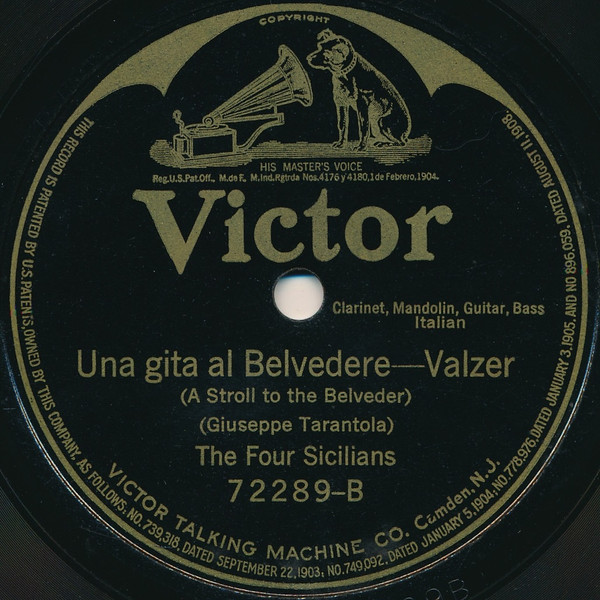 COPYRIGHT
HIS MASTER'S VOICE
Reg.U.S.Pat.Off., M.de F., M.Ind.Rgtrda Nos.4176 y 4180,1 de Febrero,1904.
Victor
Clarinet, Mandolin, Guitar, Bass
Italian
Una gita al Belvedere—Valzer
(A Stroll to the Belveder)
(Giuseppe Tarantola)
The Four Sicilians
72289-B
VICTOR TALKING MACHINE CO. Camden, N.J.
THIS RECORD IS PATENTED BY U.S. PATENTS, OWNED BY THIS COMPANY, AS FOLLOWS, NO. 739,318, DATED SEPTEMBER 22, 1903; NO. 749,092, DATED JANUARY 5, 1904; NO. 778,976, DATED JANUARY 3, 1905, AND NO 896,059, DATED AUGUST 11, 1908.